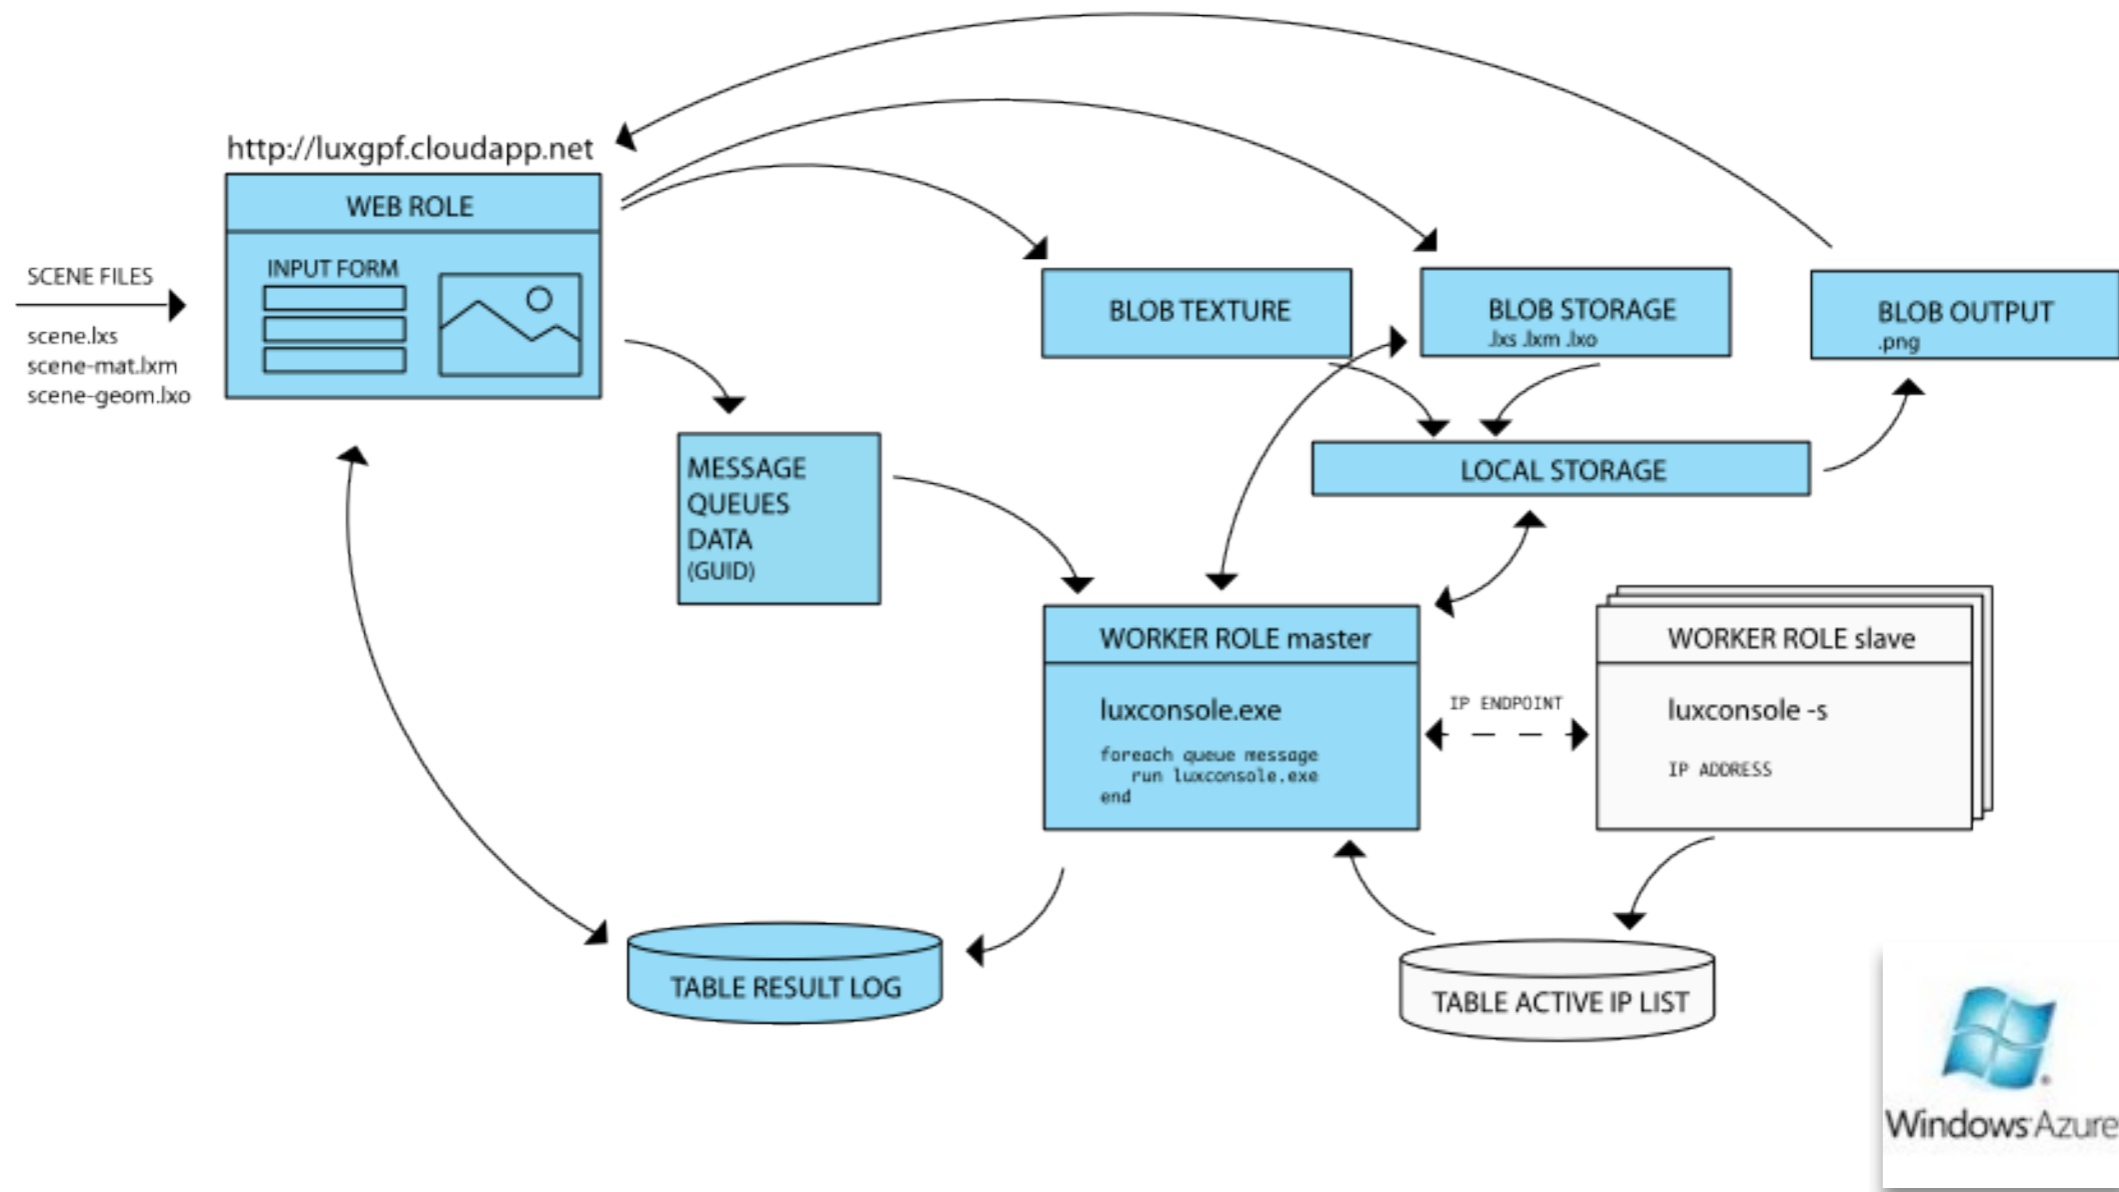 http://luxgpf.cloudapp.net
WEB ROLE
INPUT FORM
SCENE FILES
scene.lxs
scene-mat.lxm
scene-geom.lxo
BLOB TEXTURE
BLOB STORAGE
.lxs .lxm .lxo
BLOB OUTPUT
.png
MESSAGE
QUEUES
DATA
(GUID)
LOCAL STORAGE
WORKER ROLE master
luxconsole.exe
foreach queue message
run luxconsole.exe
end
IP ENDPOINT
WORKER ROLE slave
luxconsole -s
IP ADDRESS
TABLE RESULT LOG
TABLE ACTIVE IP LIST
Windows Azure